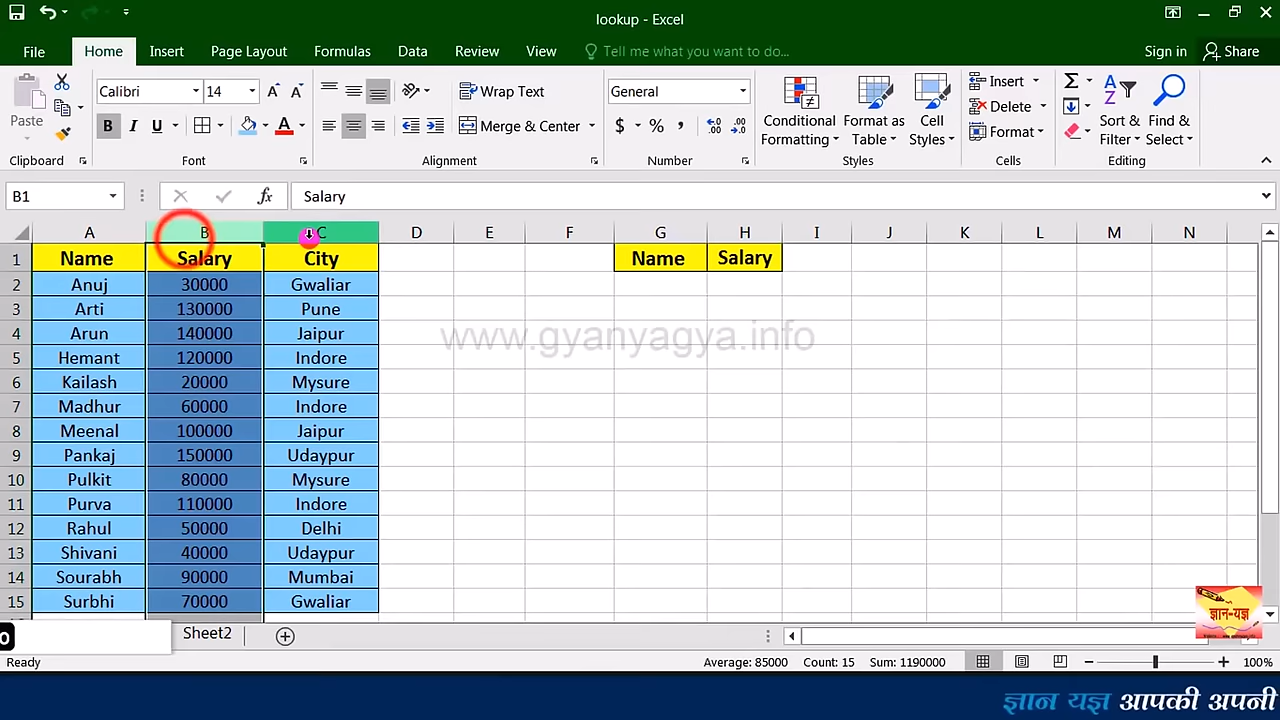 lookup - Excel
File Home Insert Page Layout Formulas Data Review View Tell me what you want to do... Sign in Share
Calibri 14 Wrap Text General Insert
Paste B I U Merge & Center $ % , Conditional Formatting Format as Table Cell Styles Delete Format Sort & Filter Find & Select
Clipboard Font Alignment Number Styles Cells Editing
B1 fx Salary
A B C D E F G H I J K L M N
1 Name Salary City Name Salary
2 Anuj 30000 Gwaliar
3 Arti 130000 Pune
4 Arun 140000 Jaipur
www.gyanyagya.info
5 Hemant 120000 Indore
6 Kailash 20000 Mysure
7 Madhur 60000 Indore
8 Meenal 100000 Jaipur
9 Pankaj 150000 Udaypur
10 Pulkit 80000 Mysure
11 Purva 110000 Indore
12 Rahul 50000 Delhi
13 Shivani 40000 Udaypur
14 Sourabh 90000 Mumbai
15 Surbhi 70000 Gwaliar
ज्ञान-यज्ञ
Sheet2
Ready Average: 85000 Count: 15 Sum: 1190000 100%
ज्ञान यज्ञ आपकी अपनी